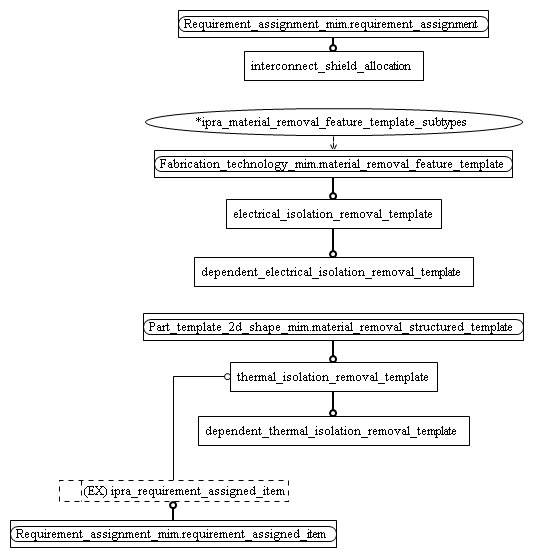 Requirement_assignment_mim.requirement_assignment
interconnect_shield_allocation
*ipra_material_removal_feature_template_subtypes
Fabrication_technology_mim.material_removal_feature_template
electrical_isolation_removal_template
dependent_electrical_isolation_removal_template
Part_template_2d_shape_mim.material_removal_structured_template
thermal_isolation_removal_template
dependent_thermal_isolation_removal_template
(EX) ipra_requirement_assigned_item
Requirement_assignment_mim.requirement_assigned_item